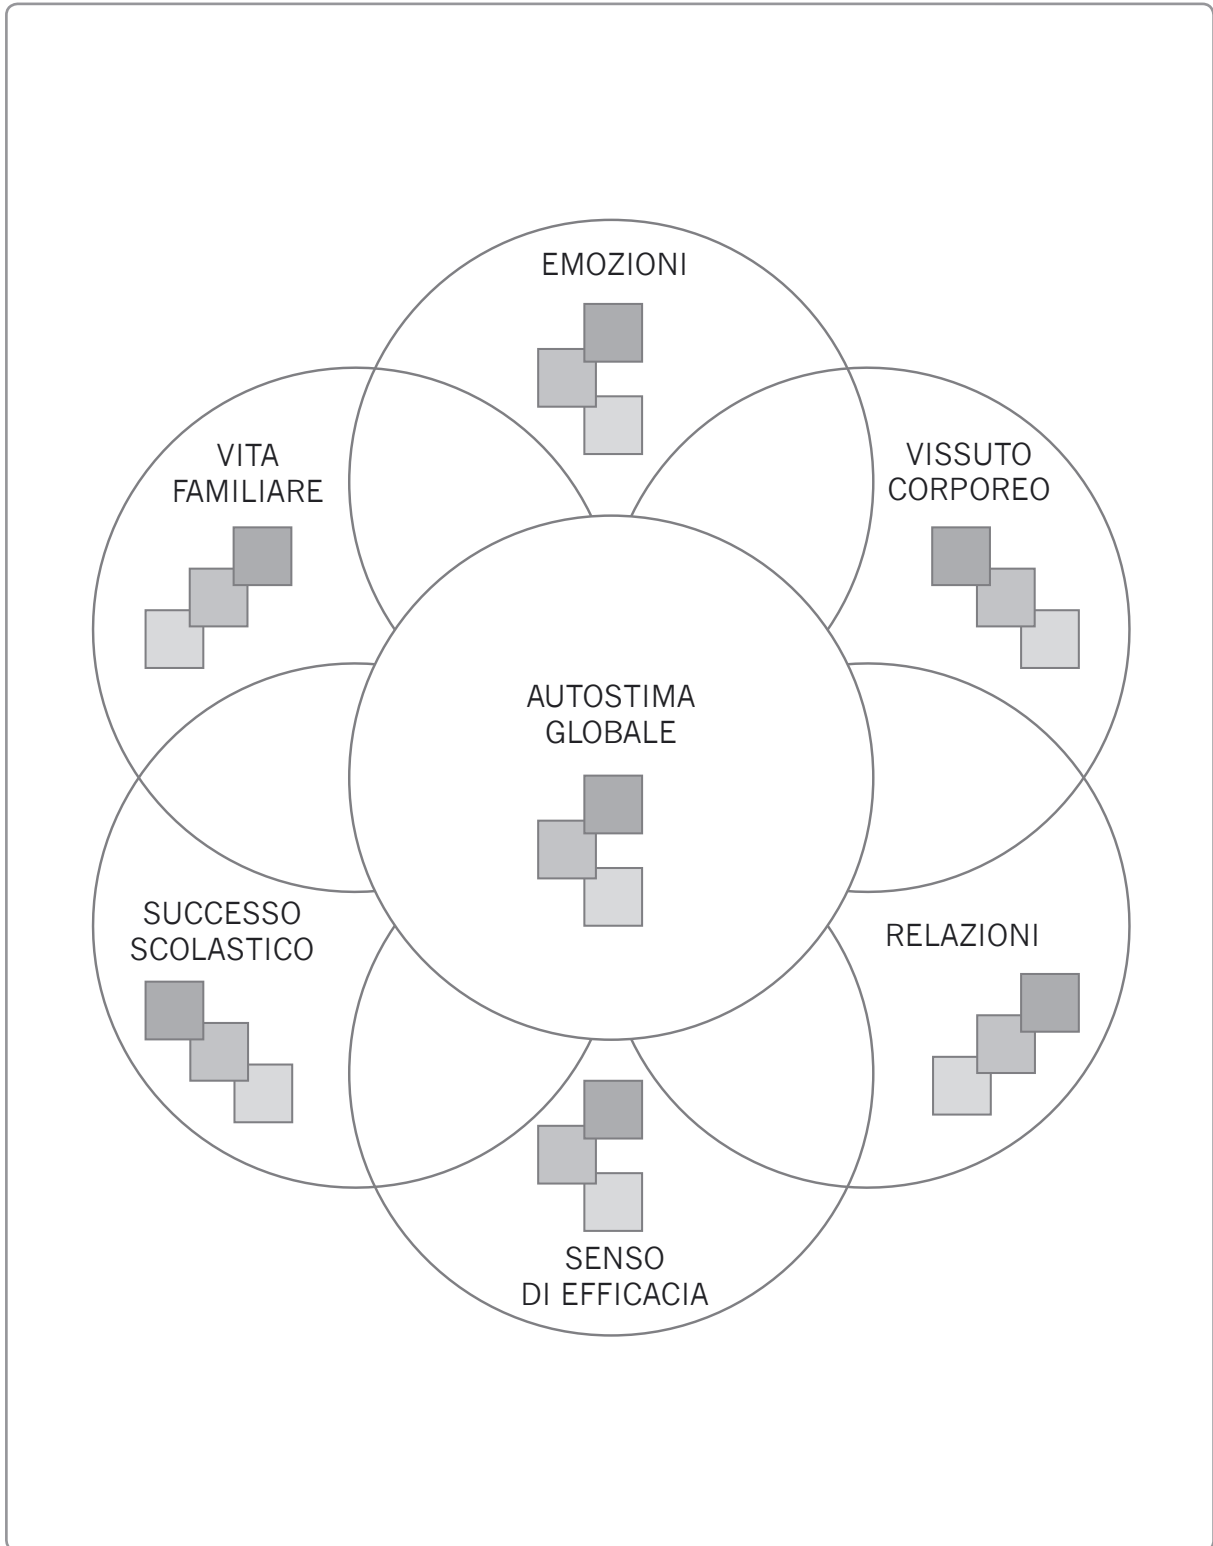 EMOZIONI
VITA
FAMILIARE
VISSUTO
CORPOREO
AUTOSTIMA
GLOBALE
SUCCESSO
SCOLASTICO
RELAZIONI
SENSO
DI EFFICACIA